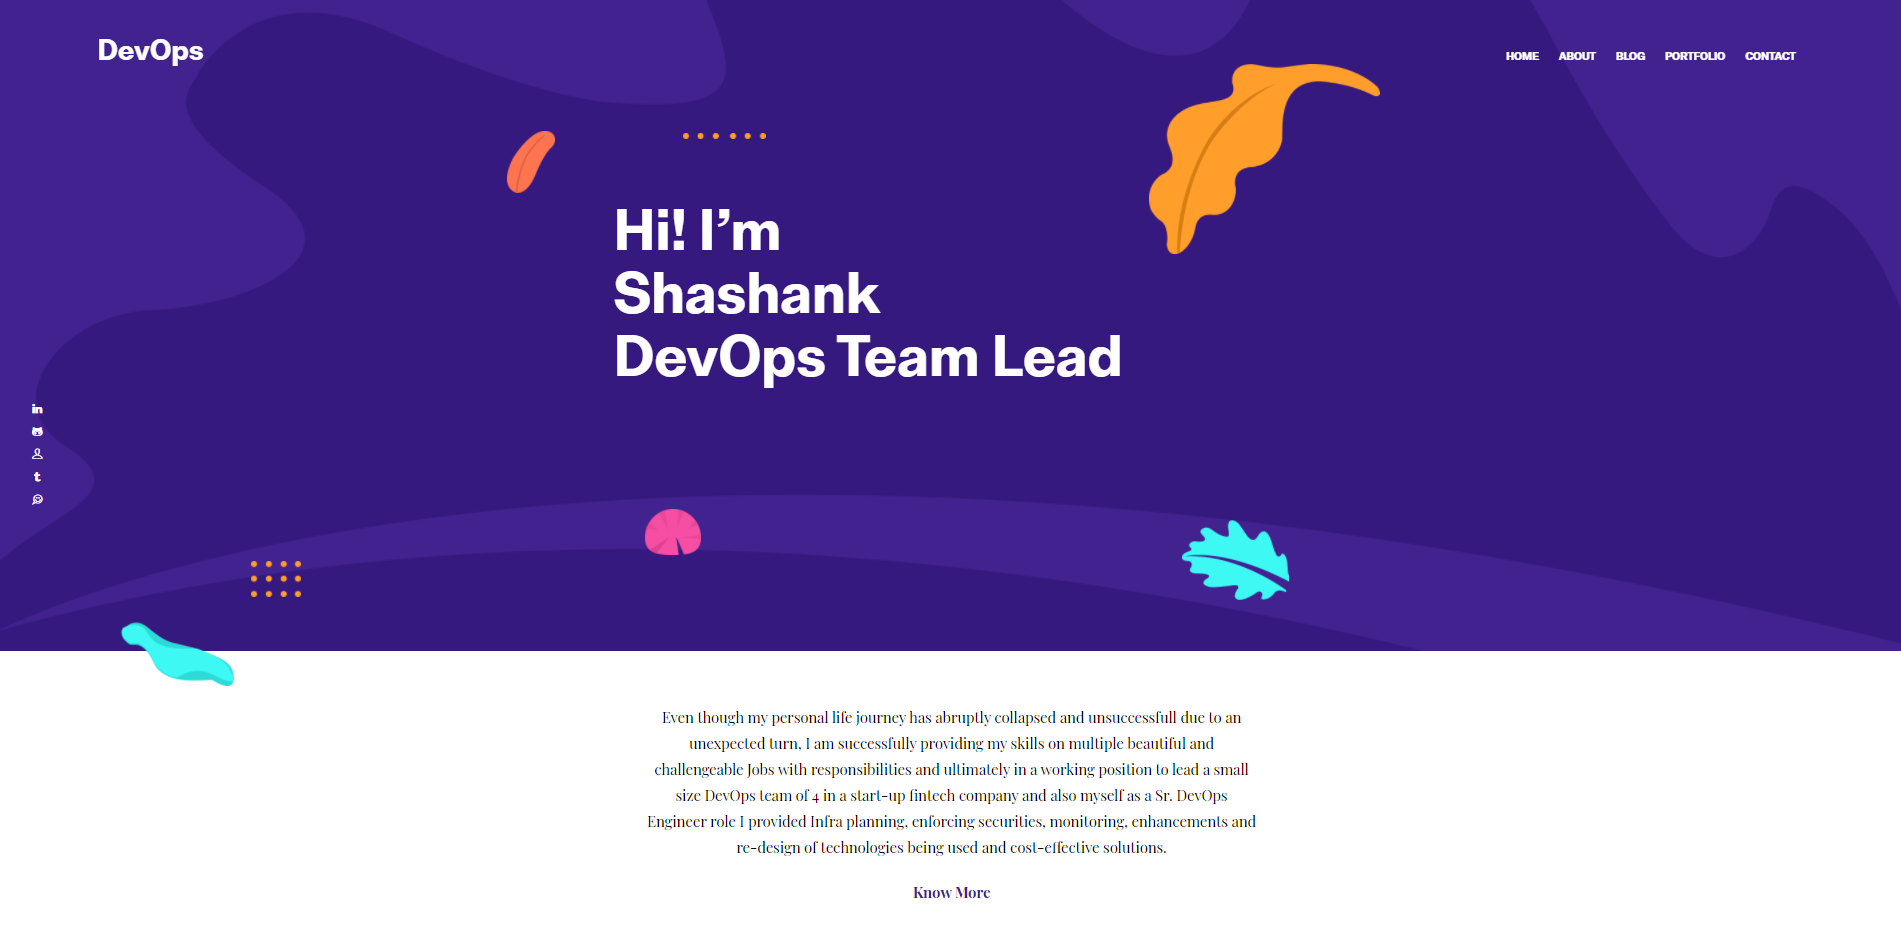 DevOps
HOME ABOUT BLOG PORTFOLIO CONTACT
Hi! I’m
Shashank
DevOps Team Lead
Even though my personal life journey has abruptly collapsed and unsuccessfull due to an
unexpected turn, I am successfully providing my skills on multiple beautiful and
challengeable Jobs with responsibilities and ultimately in a working position to lead a small
size DevOps team of 4 in a start-up fintech company and also myself as a Sr. DevOps
Engineer role I provided Infra planning, enforcing securities, monitoring, enhancements and
re-design of technologies being used and cost-effective solutions.
Know More